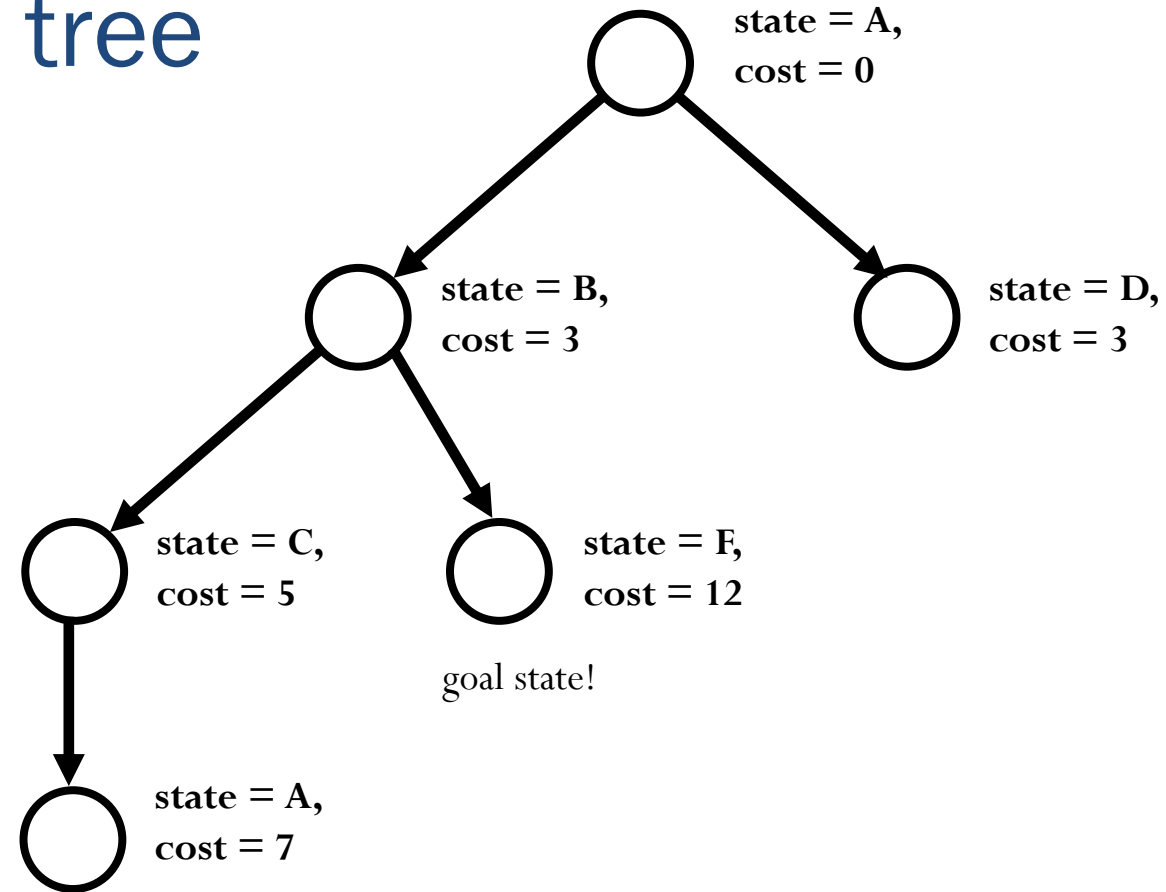 tree
state = A,
cost = 0
state = B,
cost = 3
state = D,
cost = 3
state = C,
cost = 5
state = F,
cost = 12
goal state!
state = A,
cost = 7